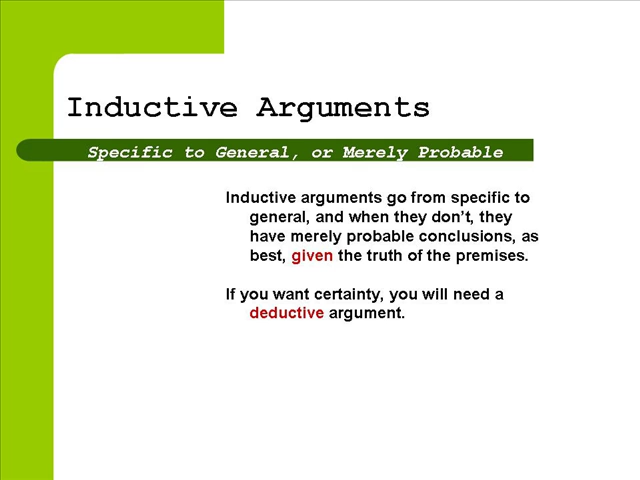 Inductive Arguments
Specific to General, or Merely Probable
Inductive arguments go from specific to
general, and when they don’t, they
have merely probable conclusions, as
best, given the truth of the premises.
If you want certainty, you will need a
deductive argument.